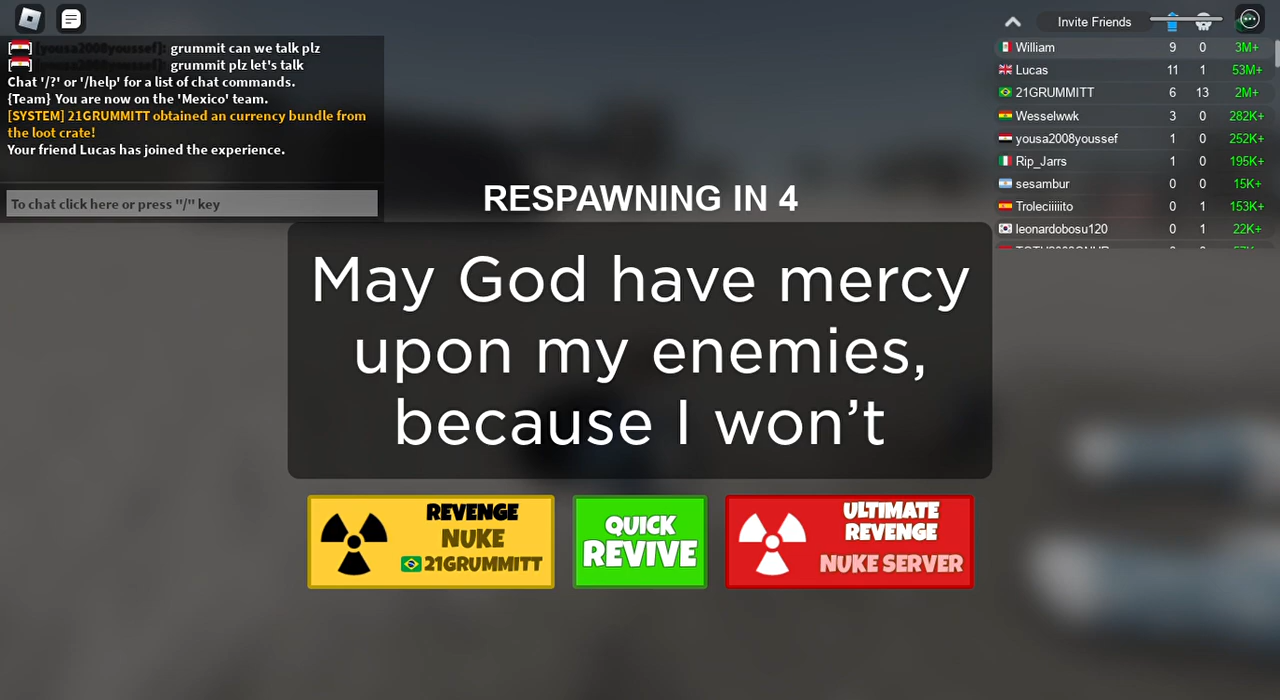 Invite Friends
[yousa2008youssef]: grummit can we talk plz
[yousa2008youssef]: grummit plz let's talk
Chat '/?' or '/help' for a list of chat commands.
{Team} You are now on the 'Mexico' team.
[SYSTEM] 21GRUMMITT obtained an currency bundle from
the loot crate!
Your friend Lucas has joined the experience.
To chat click here or press "/" key
William 9 0 3M+
Lucas 11 1 53M+
21GRUMMITT 6 13 2M+
Wesselwwk 3 0 282K+
yousa2008youssef 1 0 252K+
Rip_Jarrs 1 0 195K+
sesambur 0 0 15K+
Troleciiiiito 0 1 153K+
leonardobosu120 0 1 22K+
RESPAWNING IN 4
May God have mercy
upon my enemies,
because I won’t
REVENGE
NUKE
21GRUMMITT
QUICK
REVIVE
ULTIMATE
REVENGE
NUKE SERVER